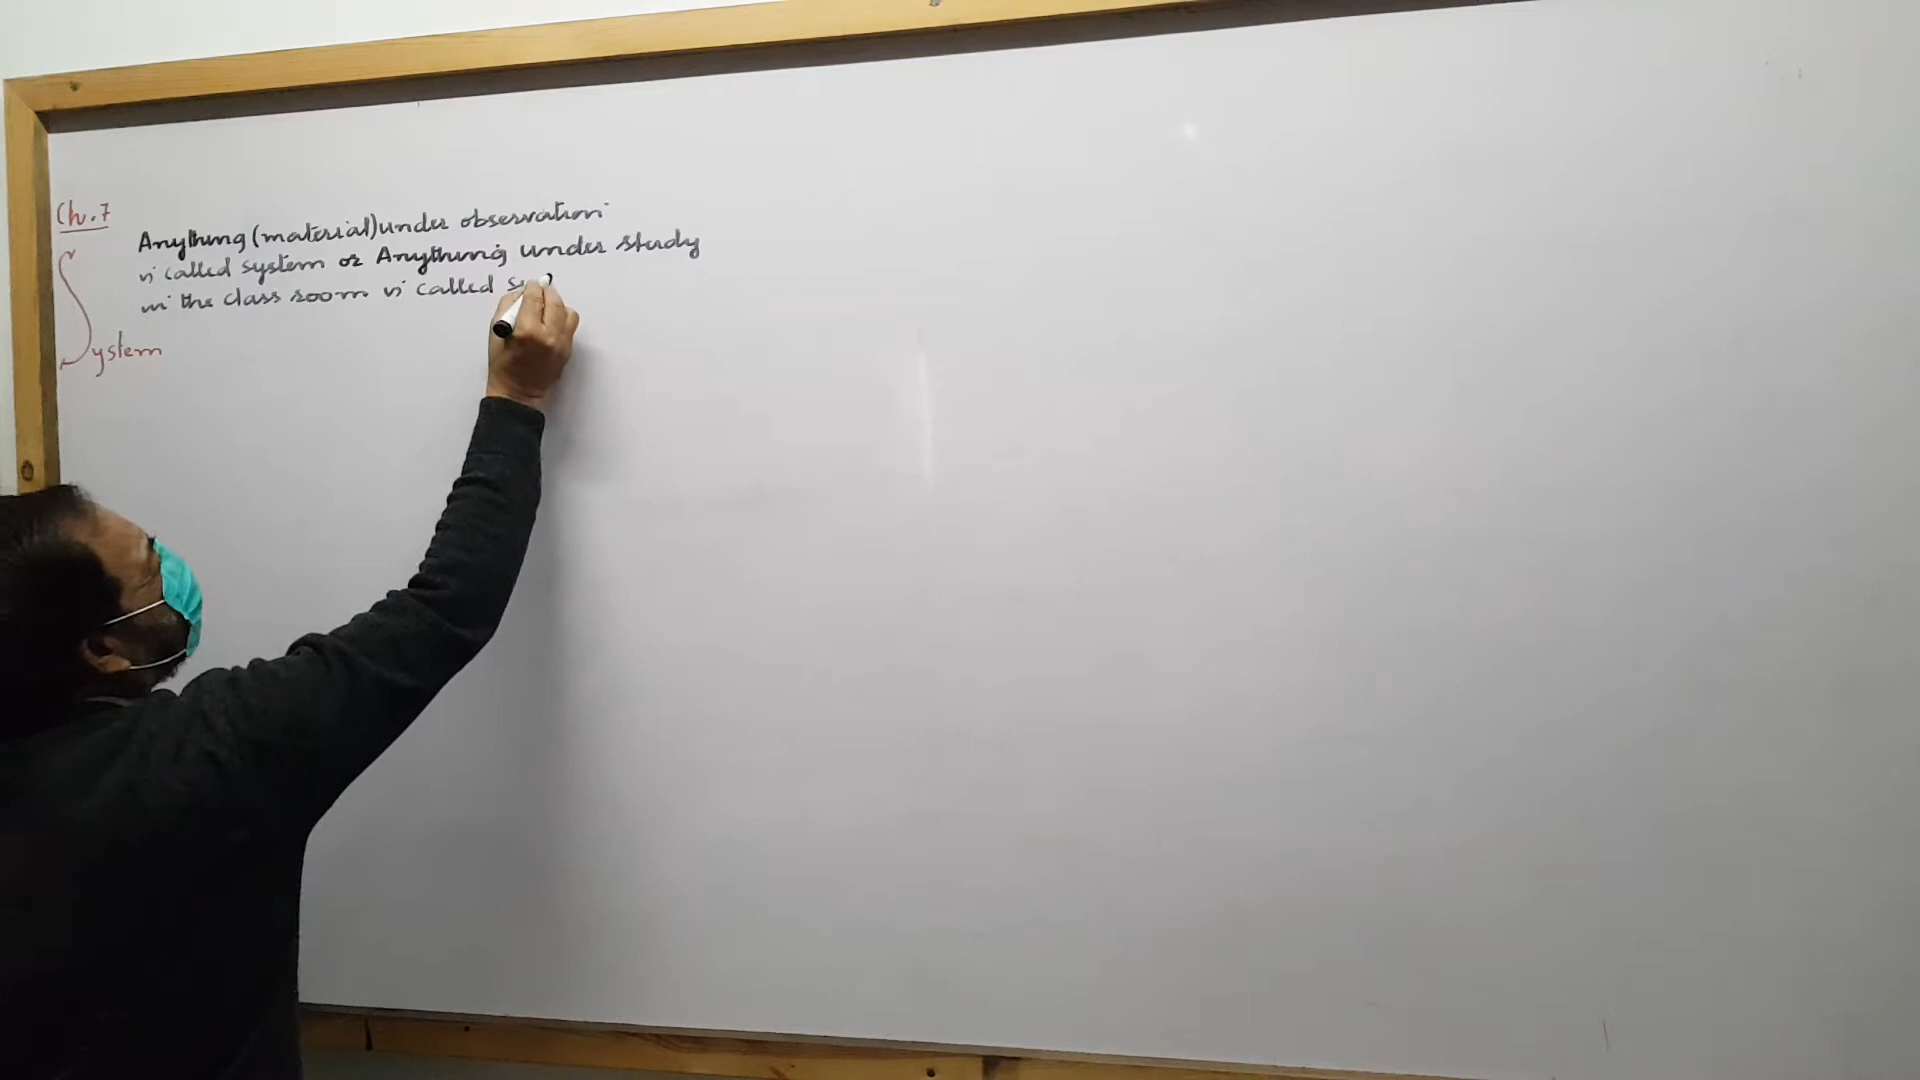 Ch. 7
Anything (material) under observation
is called system or Anything under study
in the class room is called
System